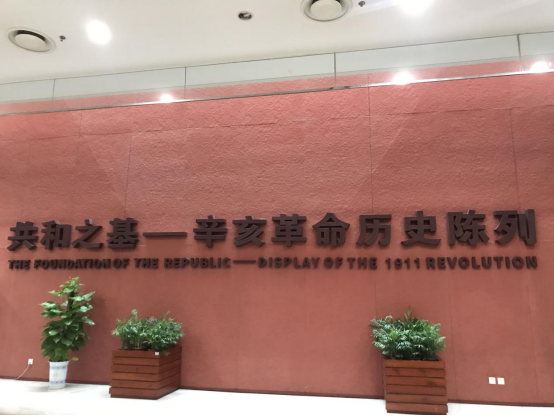 共和之基—辛亥革命历史陈列
THE FOUNDATION OF THE REPUBLIC—DISPLAY OF THE 1911 REVOLUTION